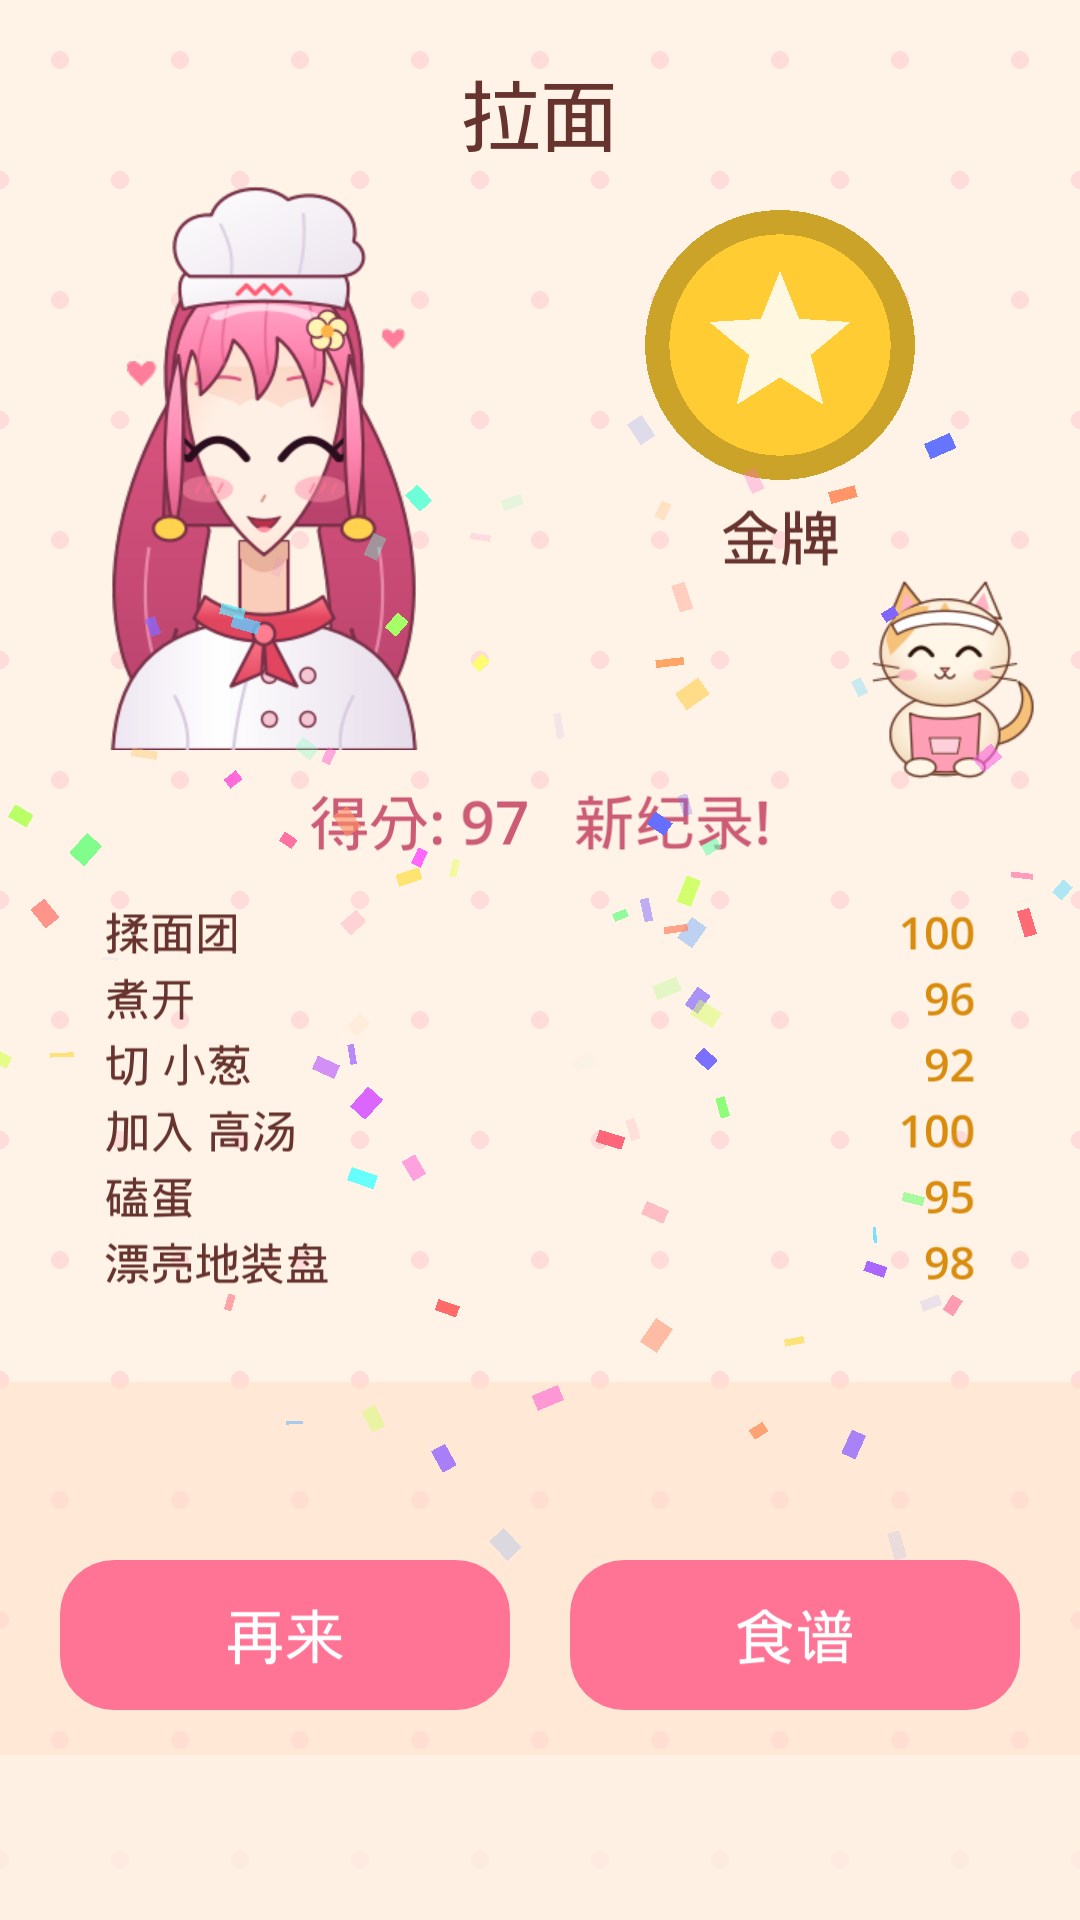 拉面
金牌
得分: 97 新纪录!
揉面团 100
煮开 96
切 小葱 92
加入 高汤 100
磕蛋 95
漂亮地装盘 98
再来
食谱